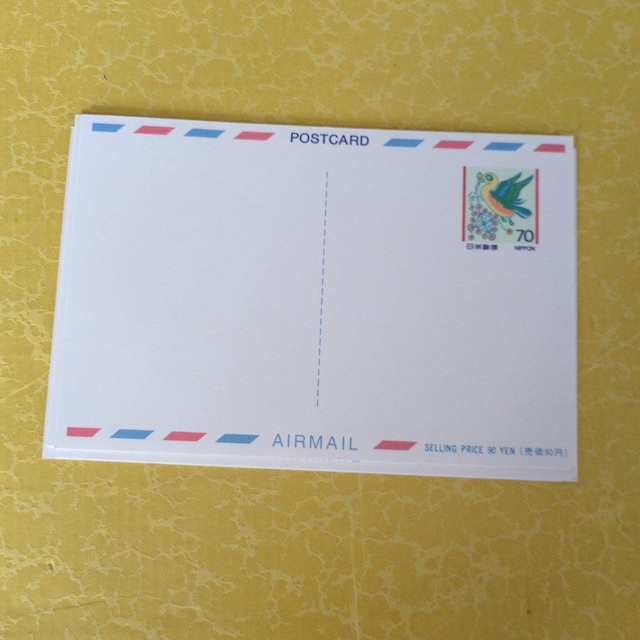 POSTCARD
70
日本郵便 NIPPON
AIRMAIL
SELLING PRICE 90 YEN (売価90円)